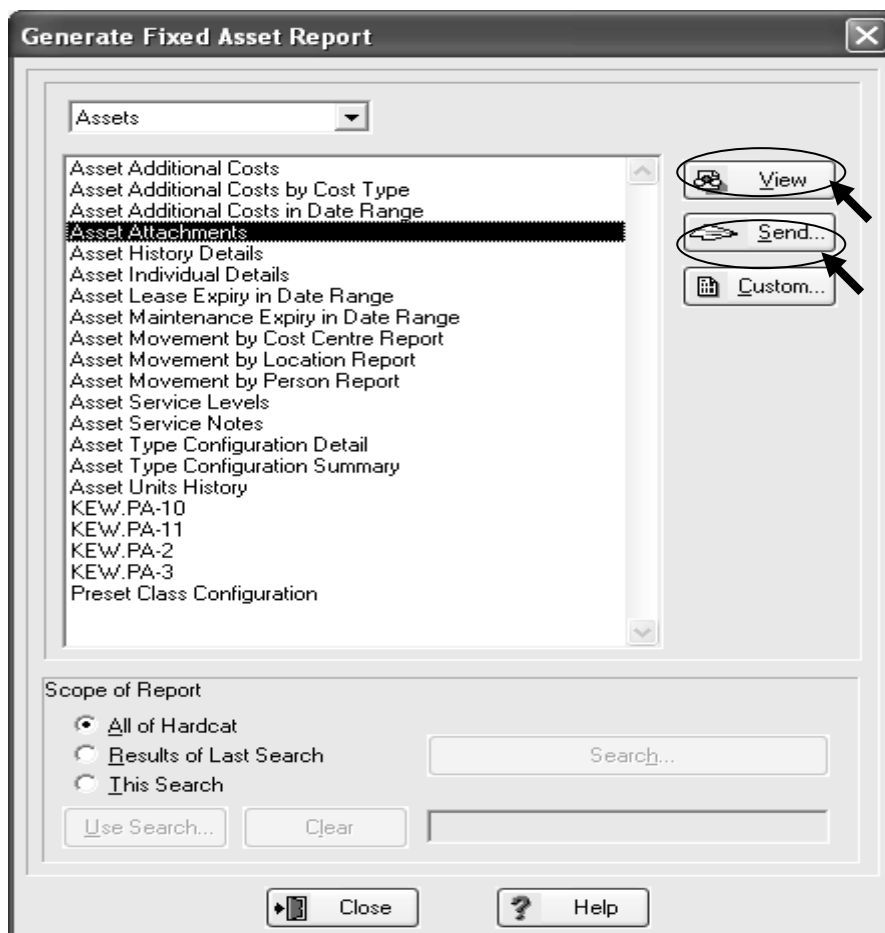 Generate Fixed Asset Report
Assets
Asset Additional Costs
Asset Additional Costs by Cost Type
Asset Additional Costs in Date Range
Asset Attachments
Asset History Details
Asset Individual Details
Asset Lease Expiry in Date Range
Asset Maintenance Expiry in Date Range
Asset Movement by Cost Centre Report
Asset Movement by Location Report
Asset Movement by Person Report
Asset Service Levels
Asset Service Notes
Asset Type Configuration Detail
Asset Type Configuration Summary
Asset Units History
KEW.PA-10
KEW.PA-11
KEW.PA-2
KEW.PA-3
Preset Class Configuration
View
Send...
Custom...
Scope of Report
All of Hardcat
Results of Last Search
This Search
Search...
Use Search...
Clear
Close
Help